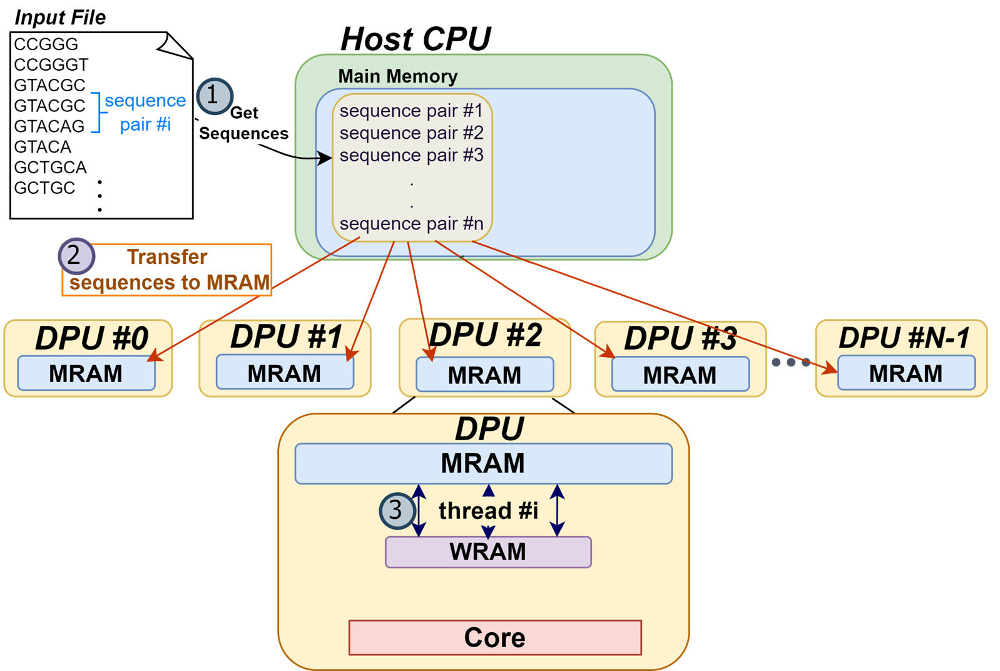 Input File
CCGGG
CCGGGT
GTACGC
GTACGC
GTACAG
GTACA
GCTGCA
GCTGC
sequence
pair #i
1
Get
Sequences
Host CPU
Main Memory
sequence pair #1
sequence pair #2
sequence pair #3
.
.
sequence pair #n
2
Transfer
sequences to MRAM
DPU #0
MRAM
DPU #1
MRAM
DPU #2
MRAM
DPU #3
MRAM
DPU #N-1
MRAM
DPU
MRAM
3
thread #i
WRAM
Core